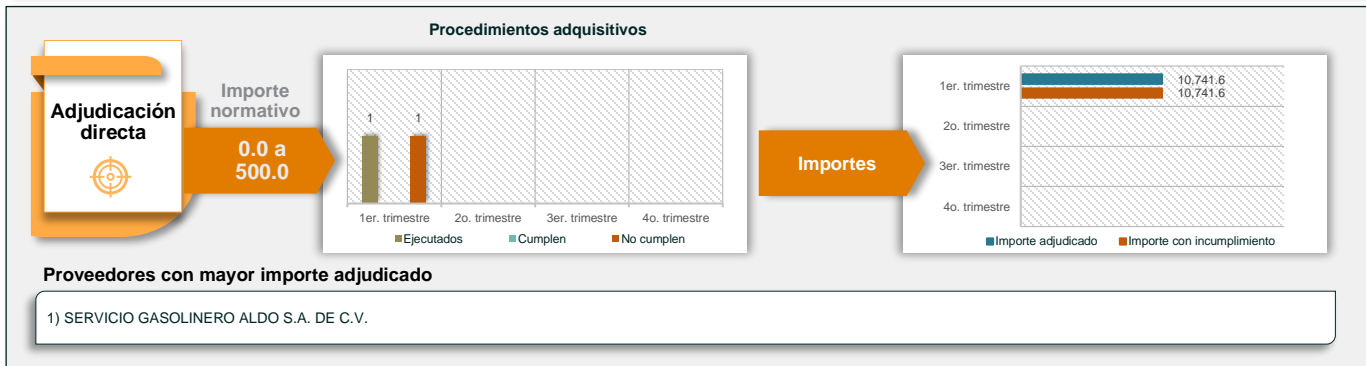 Procedimientos adquisitivos
Adjudicación
directa
Importe
normativo
0.0 a
500.0
1
1
1er. trimestre
2o. trimestre
3er. trimestre
4o. trimestre
Ejecutados
Cumplen
No cumplen
Importes
1er. trimestre
10,741.6
10,741.6
2o. trimestre
3er. trimestre
4o. trimestre
Importe adjudicado
Importe con incumplimiento
Proveedores con mayor importe adjudicado
1) SERVICIO GASOLINERO ALDO S.A. DE C.V.